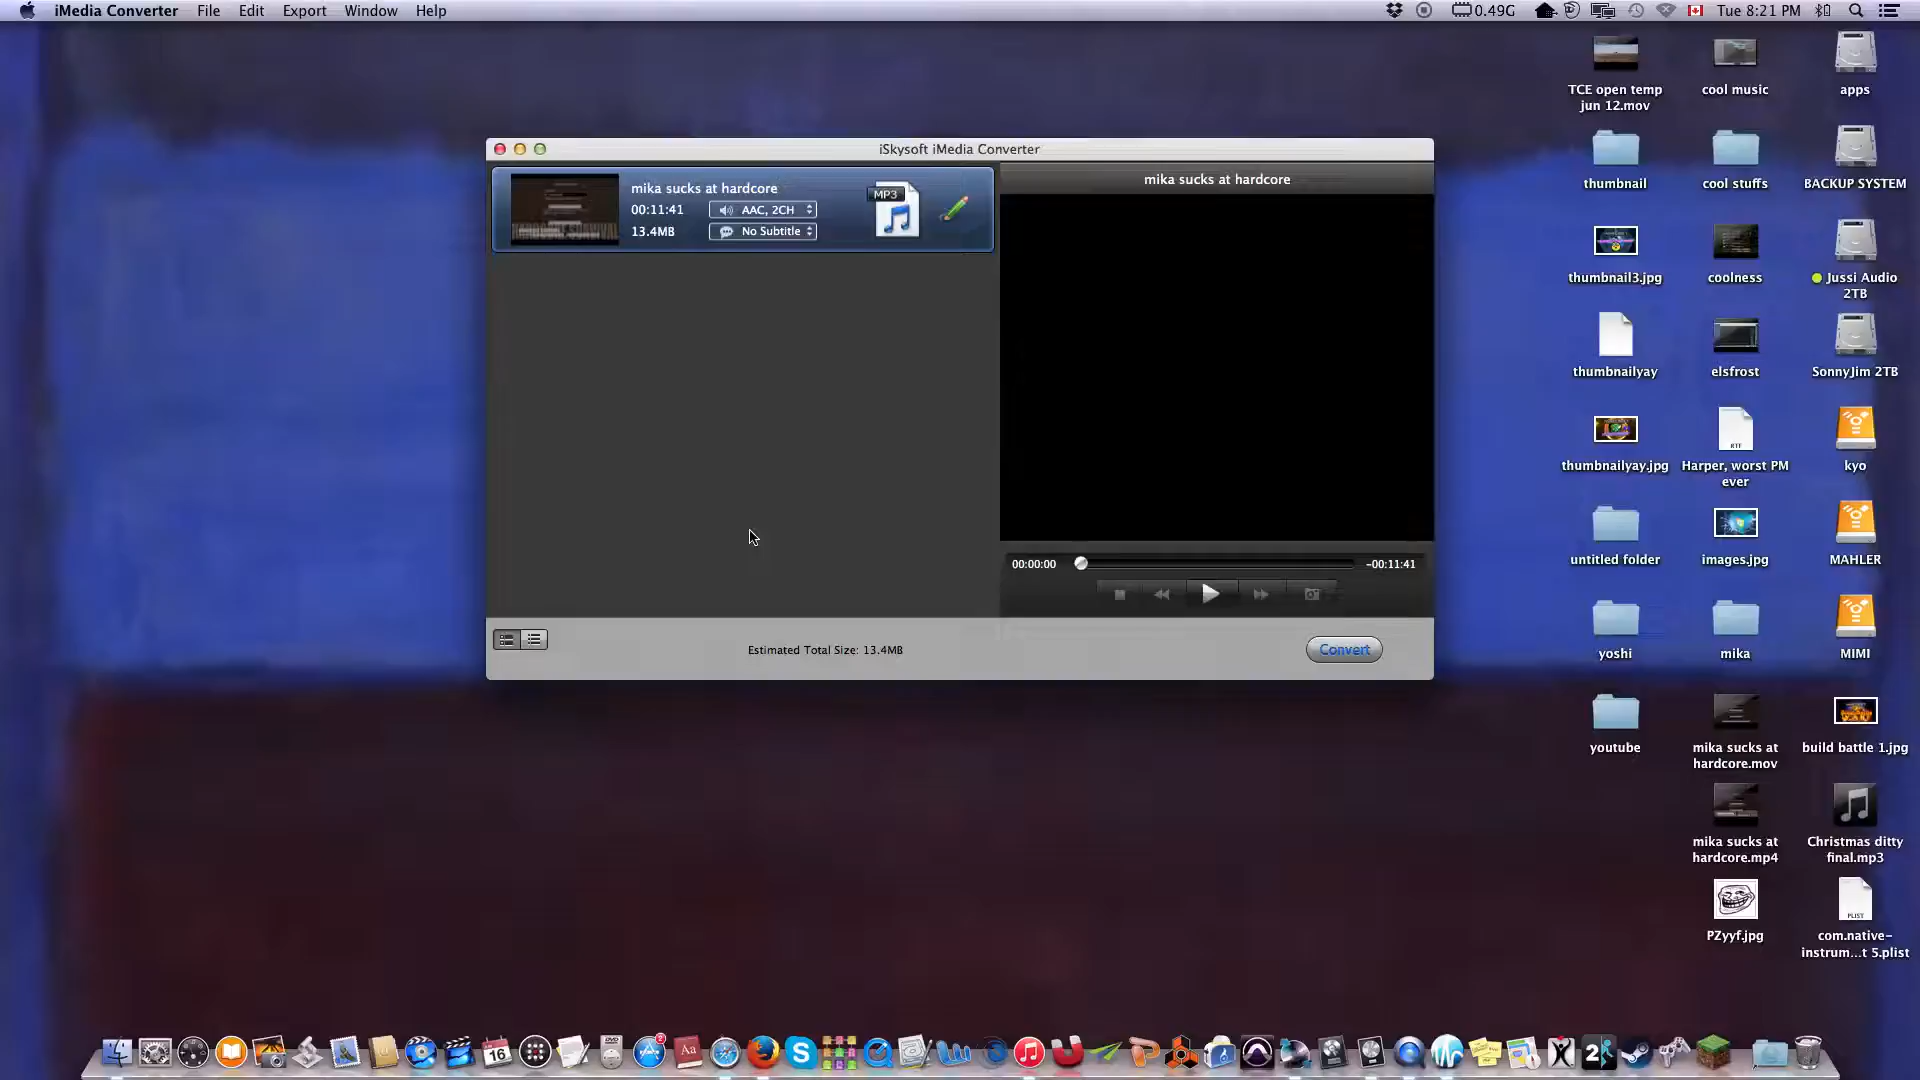 iMedia Converter File Edit Export Window Help
0.49G Tue 8:21 PM
iSkysoft iMedia Converter
mika sucks at hardcore
00:11:41 AAC, 2CH
13.4MB No Subtitle
MP3
mika sucks at hardcore
00:00:00 -00:11:41
Estimated Total Size: 13.4MB
Convert
TCE open temp
jun 12.mov
cool music
apps
thumbnail
cool stuffs
BACKUP SYSTEM
thumbnail3.jpg
coolness
Jussi Audio
2TB
thumbnailyay
elsfrost
SonnyJim 2TB
thumbnailyay.jpg
RTF
Harper, worst PM
ever
kyo
untitled folder
images.jpg
MAHLER
yoshi
mika
MIMI
youtube
mika sucks at
hardcore.mov
build battle 1.jpg
mika sucks at
hardcore.mp4
Christmas ditty
final.mp3
PZyyf.jpg
PLIST
com.native-
instrum...t 5.plist
16
2
Aa
S
2